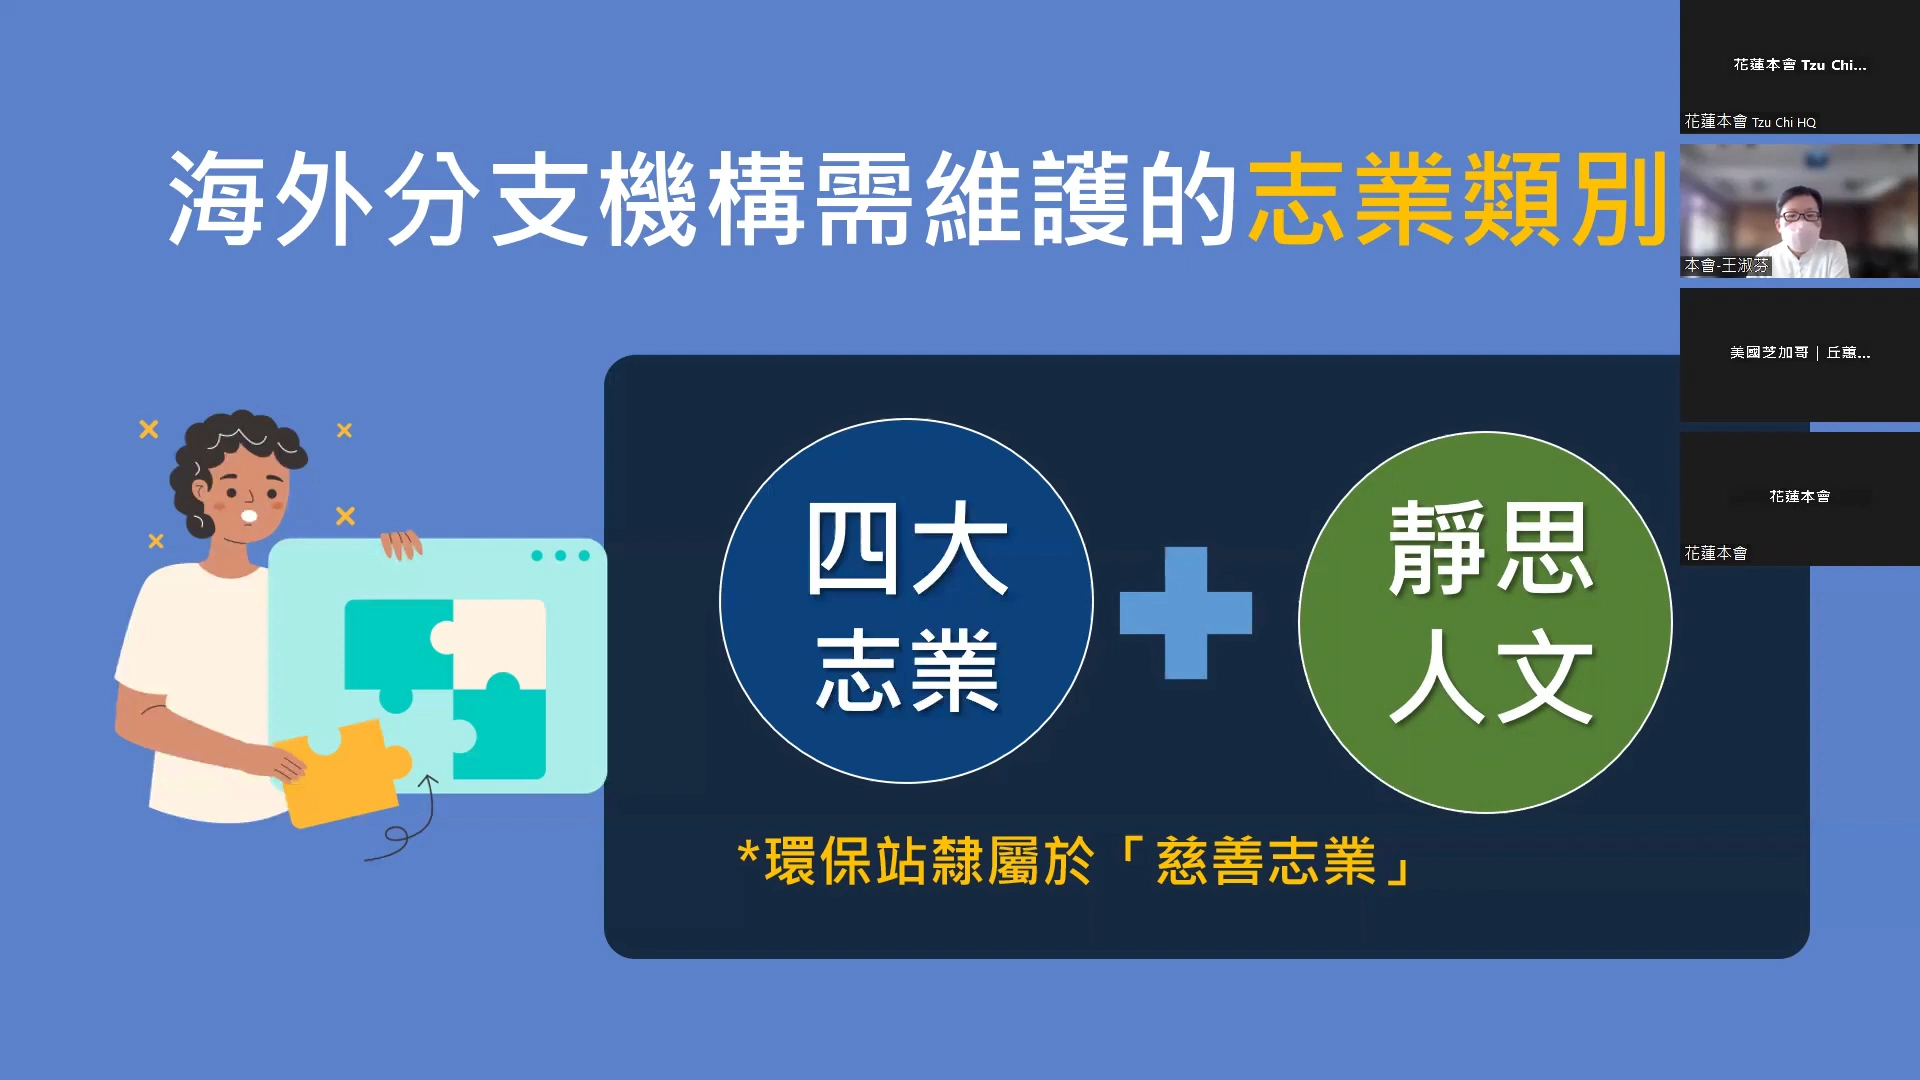 海外分支機構需維護的志業類別
四大
志業
靜思
人文
*環保站隸屬於「慈善志業」
花蓮本會 Tzu Chi...
花蓮本會 Tzu Chi HQ
本會-王淑芬
美國芝加哥｜丘蕙...
花蓮本會
花蓮本會